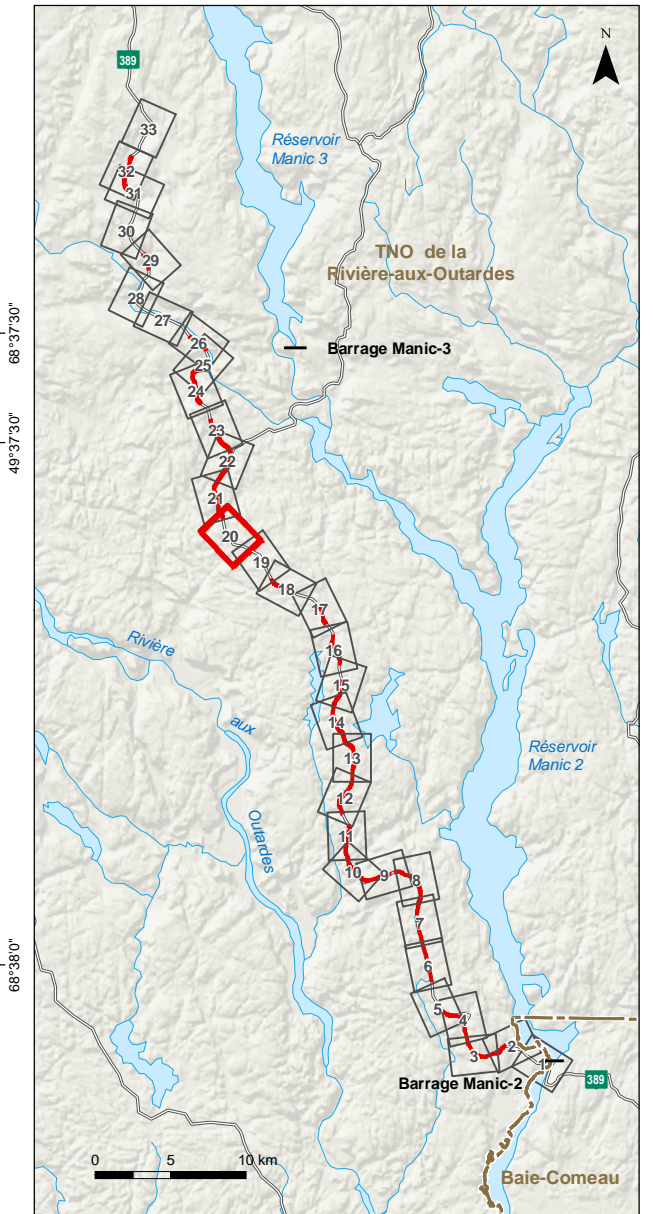 N
389
33
Réservoir
Manic 3
32
31
TNO de la
Rivière-aux-Outardes
30
29
28
27
68°37'30"
26
Barrage Manic-3
25
24
49°37'30"
23
22
21
20
19
18
17
Rivière
16
15
aux
14
Réservoir
Manic 2
13
12
Outardes
11
10
9
8
7
6
68°38'0"
5
4
3
2
1
Barrage Manic-2
389
0 5 10 km
Baie-Comeau